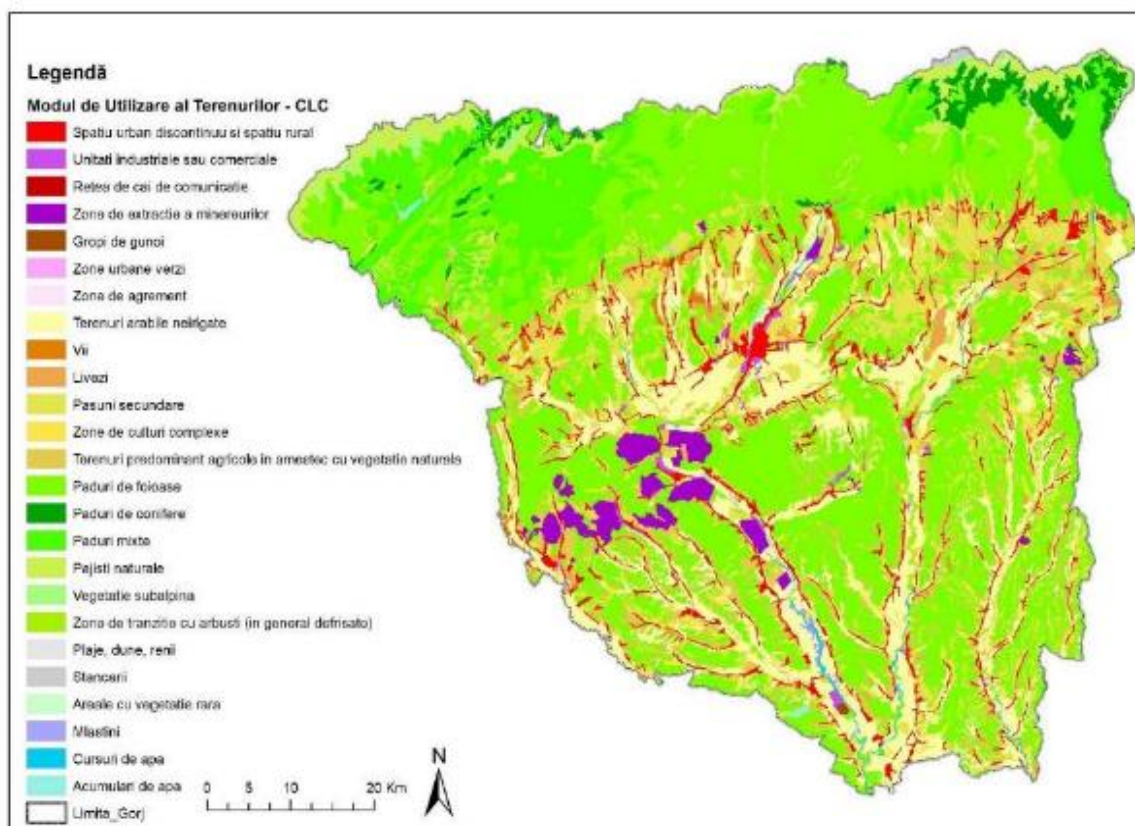 Legendă
Modul de Utilizare al Terenurilor - CLC
Spatiu urban discontinuu si spatiu rural
Unitati industriale sau comerciale
Retea de cai de comunicatie
Zone de extractie a minereurilor
Gropi de gunoi
Zone urbane verzi
Zone de agrement
Terenuri arabile neirigate
Vii
Livezi
Pasuni secundare
Zone de culturi complexe
Terenuri predominant agricole in amestec cu vegetatie naturala
Paduri de foioase
Paduri de conifere
Paduri mixte
Pajisti naturale
Vegetatie subalpina
Zone de tranzitie cu arbusti (in general defrisate)
Plaje, dune, renii
Stancarii
Areale cu vegetatie rara
Mlastini
Cursuri de apa
Acumulari de apa
Limita_Gorj
0 5 10 20 Km
N